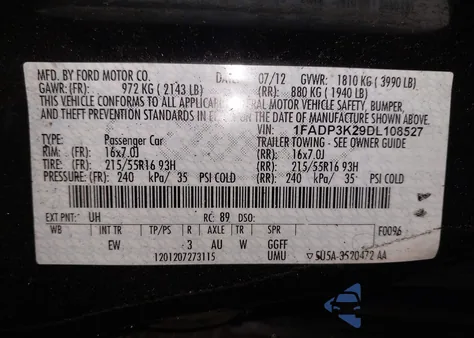 MFD. BY FORD MOTOR CO. DATE: 07/12 GVWR: 1810 KG ( 3990 LB)
GAWR: (FR): 972 KG ( 2143 LB) (RR): 880 KG ( 1940 LB)
THIS VEHICLE CONFORMS TO ALL APPLICABLE FEDERAL MOTOR VEHICLE SAFETY, BUMPER,
AND THEFT PREVENTION STANDARDS IN EFFECT ON THE DATE OF MANUFACTURE SHOWN ABOVE.
VIN: 1FADP3K29DL108527
TYPE: Passenger Car TRAILER TOWING - SEE OWNER GUIDE
RIM: (FR): 16x7.0J (RR): 16x7.0J
TIRE: (FR): 215/55R16 93H (RR): 215/55R16 93H
PRESSURE: (FR): 240 kPa/ 35 PSI COLD (RR): 240 kPa/ 35 PSI COLD
EXT PNT: UH RC: 89 DSO:
WB INT TR TP/PS R AXLE TR SPR F0096
EW 3 AU W GGFF
1201207273115 UMU